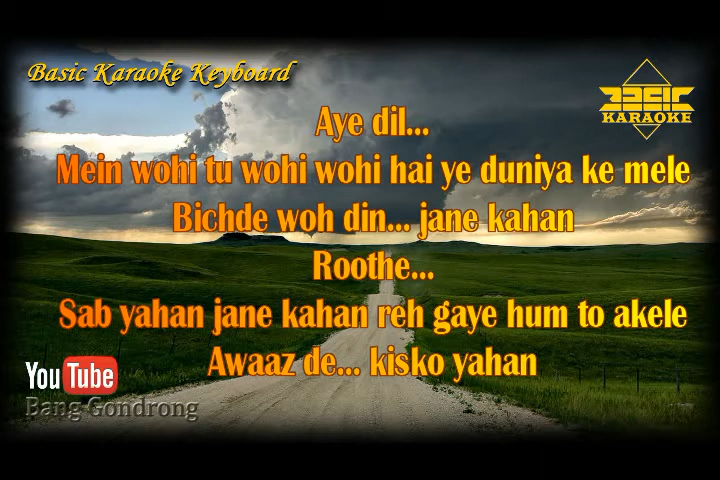 Basic Karaoke Keyboard
BASIC
KARAOKE
Aye dil...
Mein wohi tu wohi wohi hai ye duniya ke mele
Bichde woh din... jane kahan
Roothe...
Sab yahan jane kahan reh gaye hum to akele
Awaaz de... kisko yahan
YouTube
Bang Gondrong